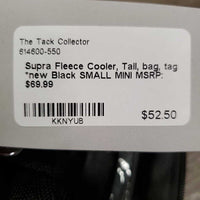 The Tack Collector
614600-550
Supra Fleece Cooler, Tail, bag, tag
*new Black SMALL MINI MSRP:
$69.99
KKNYUB
$52.50